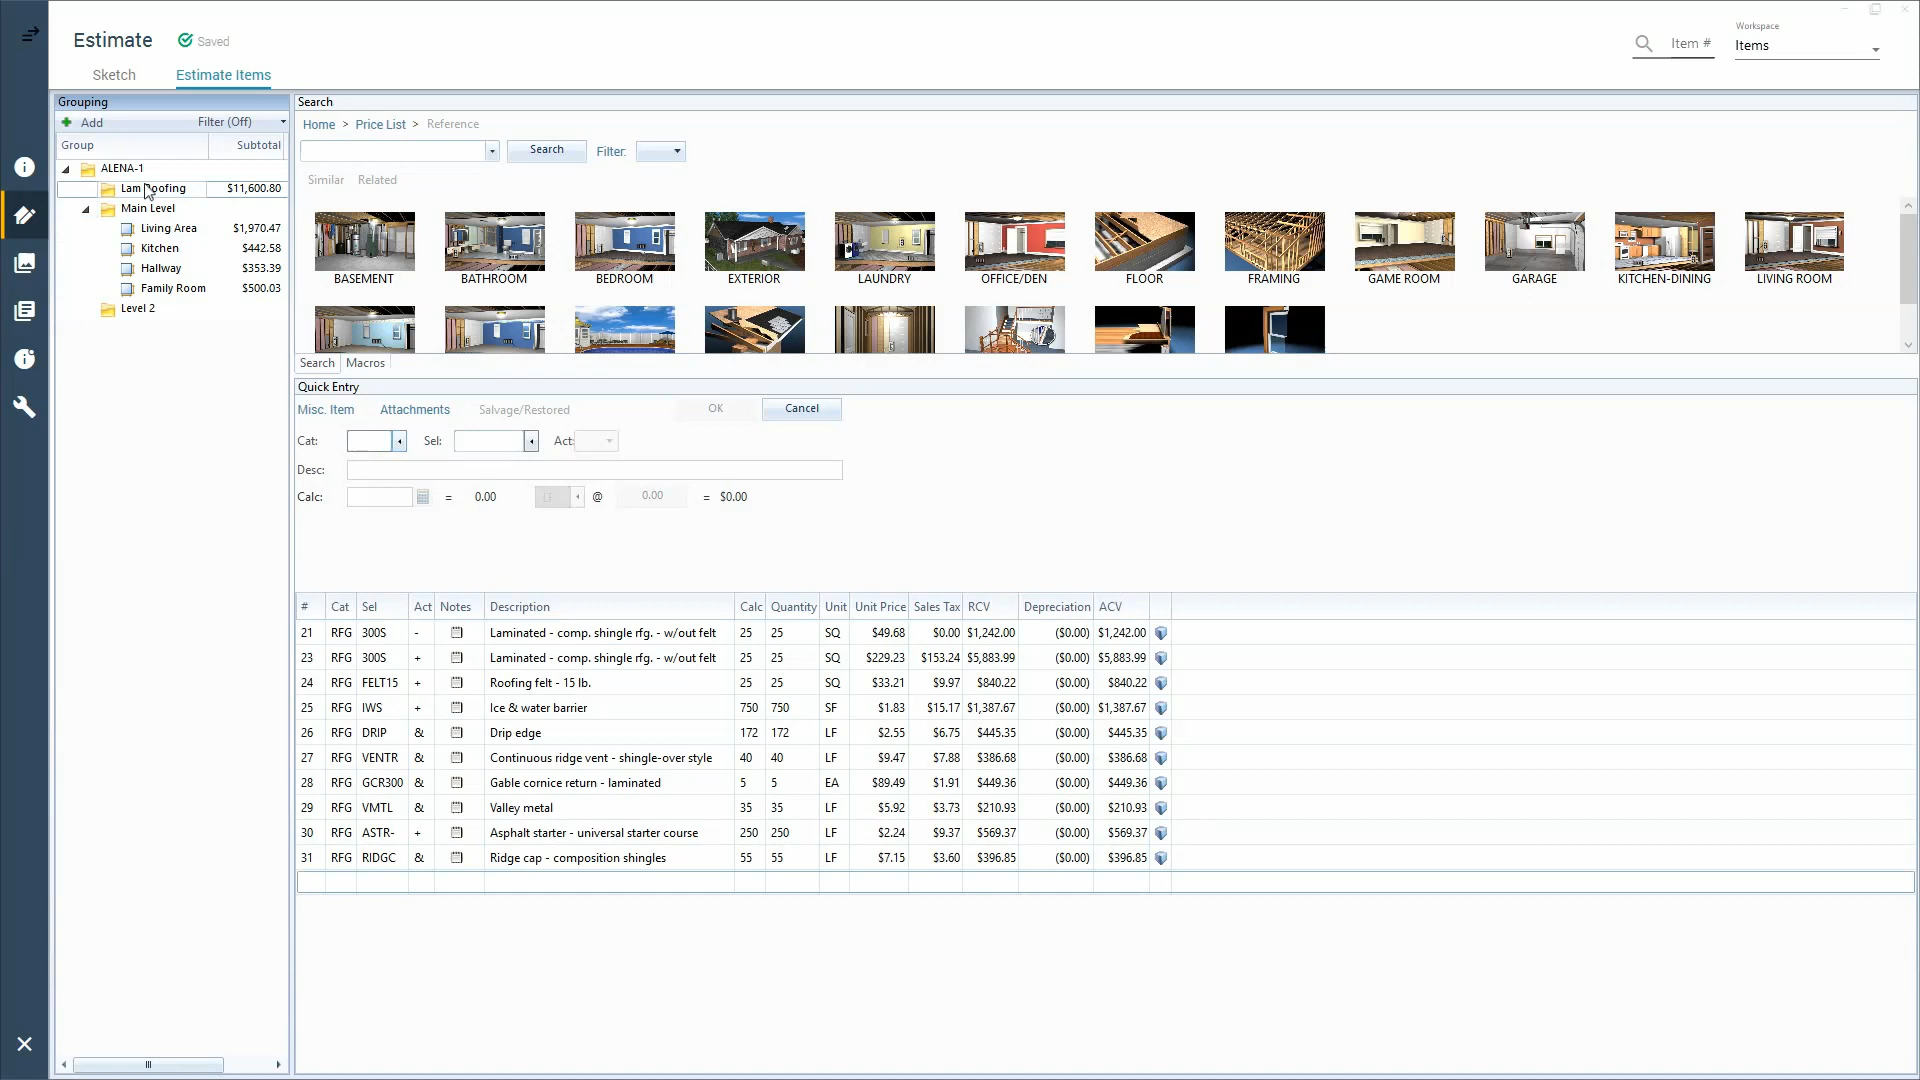 Estimate Saved
Workspace
Item # Items
Sketch Estimate Items
Grouping
Add Filter (Off)
Group Subtotal
ALENA-1
Lam Roofing $11,600.80
Main Level
Living Area $1,970.47
Kitchen $442.58
Hallway $353.39
Family Room $500.03
Level 2
Search
Home > Price List > Reference
Search Filter:
Similar Related
BASEMENT BATHROOM BEDROOM EXTERIOR LAUNDRY OFFICE/DEN FLOOR FRAMING GAME ROOM GARAGE KITCHEN-DINING LIVING ROOM
Search Macros
Quick Entry
Misc. Item Attachments Salvage/Restored OK Cancel
Cat: Sel: Act:
Desc:
Calc: = 0.00 @ 0.00 = $0.00
# Cat Sel Act Notes Description Calc Quantity Unit Unit Price Sales Tax RCV Depreciation ACV
21 RFG 300S - Laminated - comp. shingle rfg. - w/out felt 25 25 SQ $49.68 $0.00 $1,242.00 ($0.00) $1,242.00
23 RFG 300S + Laminated - comp. shingle rfg. - w/out felt 25 25 SQ $229.23 $153.24 $5,883.99 ($0.00) $5,883.99
24 RFG FELT15 + Roofing felt - 15 lb. 25 25 SQ $33.21 $9.97 $840.22 ($0.00) $840.22
25 RFG IWS + Ice & water barrier 750 750 SF $1.83 $15.17 $1,387.67 ($0.00) $1,387.67
26 RFG DRIP & Drip edge 172 172 LF $2.55 $6.75 $445.35 ($0.00) $445.35
27 RFG VENTR & Continuous ridge vent - shingle-over style 40 40 LF $9.47 $7.88 $386.68 ($0.00) $386.68
28 RFG GCR300 & Gable cornice return - laminated 5 5 EA $89.49 $1.91 $449.36 ($0.00) $449.36
29 RFG VMTL & Valley metal 35 35 LF $5.92 $3.73 $210.93 ($0.00) $210.93
30 RFG ASTR- + Asphalt starter - universal starter course 250 250 LF $2.24 $9.37 $569.37 ($0.00) $569.37
31 RFG RIDGC & Ridge cap - composition shingles 55 55 LF $7.15 $3.60 $396.85 ($0.00) $396.85